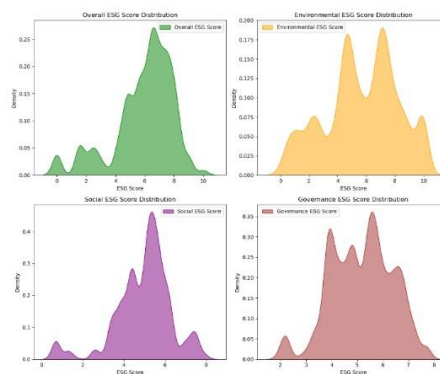 Overall ESG Score Distribution
Overall ESG Score
0.25
0.20
0.15
0.10
0.05
0.00
Density
0 2 4 6 8 10
ESG Score
Environmental ESG Score Distribution
Environmental ESG Score
0.200
0.175
0.150
0.125
0.100
0.075
0.050
0.025
0.000
Density
0 2 4 6 8 10
ESG Score
Social ESG Score Distribution
Social ESG Score
0.4
0.3
0.2
0.1
0.0
Density
0 2 4 6 8
ESG Score
Governance ESG Score Distribution
Governance ESG Score
0.35
0.30
0.25
0.20
0.15
0.10
0.05
0.00
Density
2 3 4 5 6 7 8
ESG Score